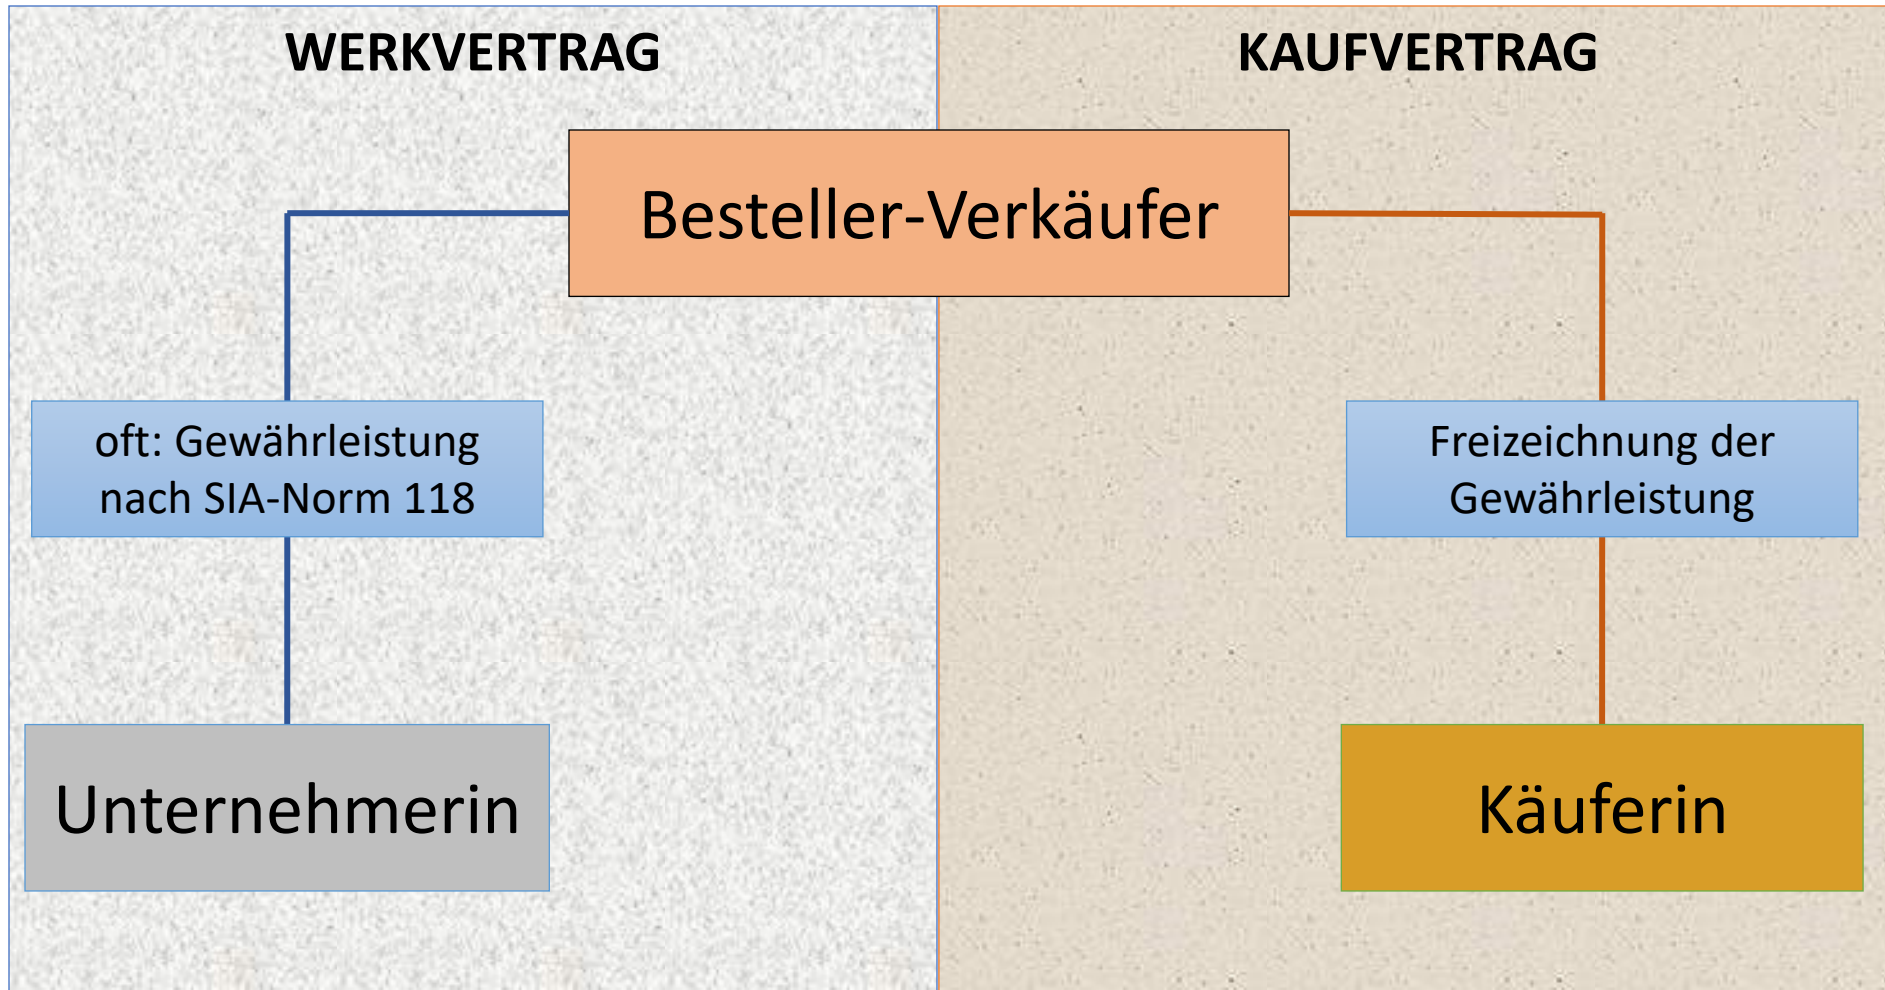 WERKVERTRAG
KAUFVERTRAG
Besteller-Verkäufer
oft: Gewährleistung
nach SIA-Norm 118
Freizeichnung der
Gewährleistung
Unternehmerin
Käuferin